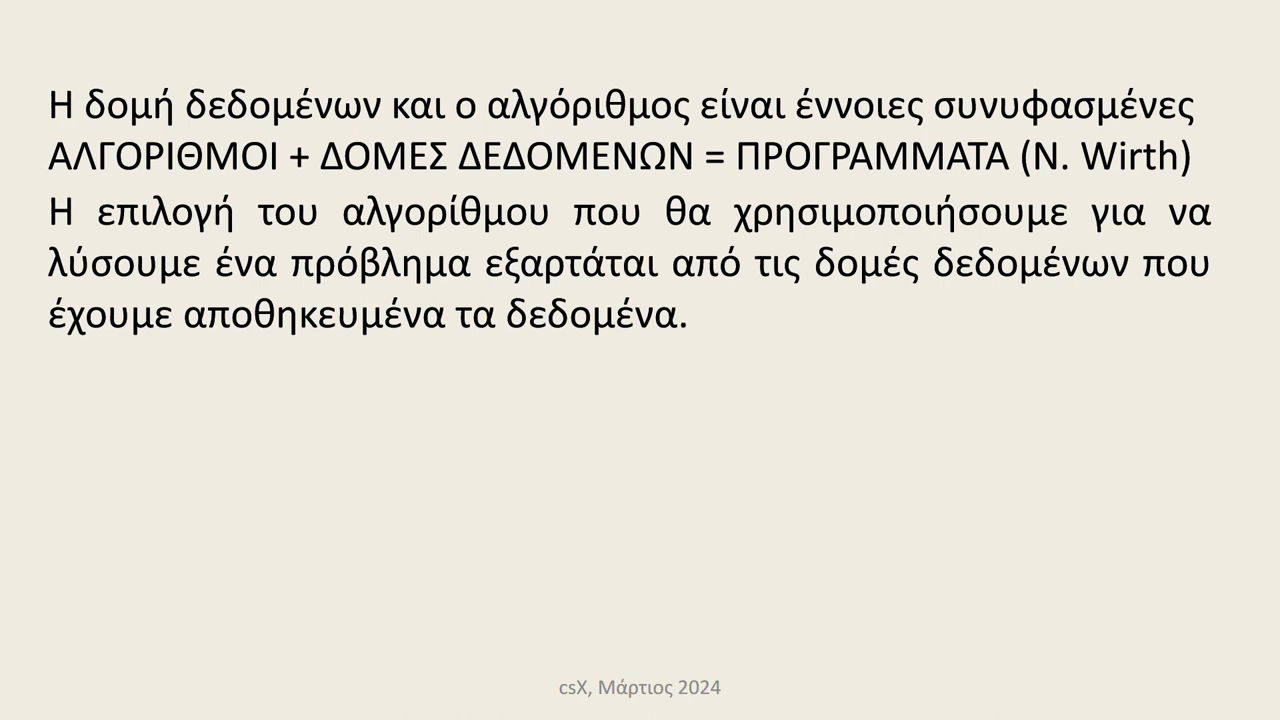 Η δομή δεδομένων και ο αλγόριθμος είναι έννοιες συνυφασμένες
ΑΛΓΟΡΙΘΜΟΙ + ΔΟΜΕΣ ΔΕΔΟΜΕΝΩΝ = ΠΡΟΓΡΑΜΜΑΤΑ (N. Wirth)
Η επιλογή του αλγορίθμου που θα χρησιμοποιήσουμε για να
λύσουμε ένα πρόβλημα εξαρτάται από τις δομές δεδομένων που
έχουμε αποθηκευμένα τα δεδομένα.
csX, Μάρτιος 2024